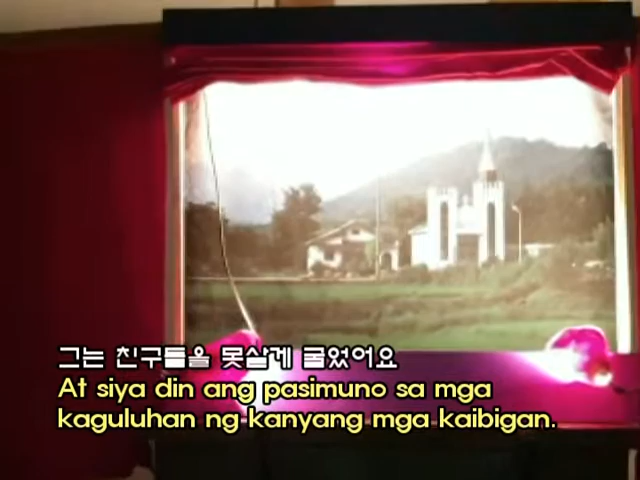 그는 친구들을 못살게 굴었어요
At siya din ang pasimuno sa mga
kaguluhan ng kanyang mga kaibigan.